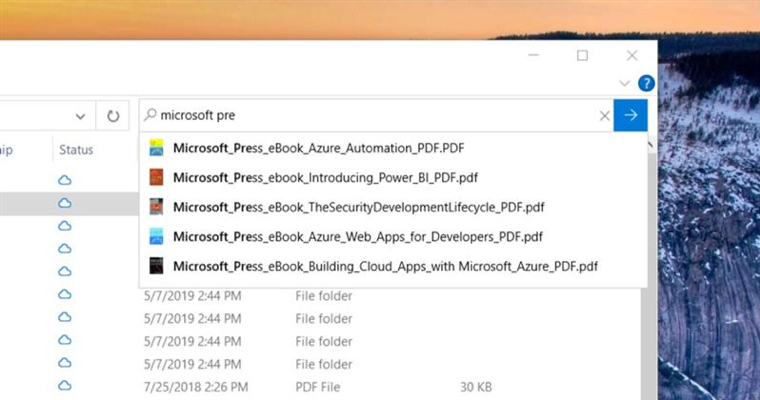 ?
microsoft pre
Status
Microsoft_Press_eBook_Azure_Automation_PDF.PDF
Microsoft_Press_ebook_Introducing_Power_BI_PDF.pdf
Microsoft_Press_eBook_TheSecurityDevelopmentLifecycle_PDF.pdf
Microsoft_Press_eBook_Azure_Web_Apps_for_Developers_PDF.pdf
Microsoft_Press_eBook_Building_Cloud_Apps_with Microsoft_Azure_PDF.pdf
5/7/2019 2:44 PM File folder
5/7/2019 2:44 PM File folder
5/7/2019 2:44 PM File folder
5/7/2019 2:44 PM File folder
7/25/2018 2:26 PM PDF File 30 KB